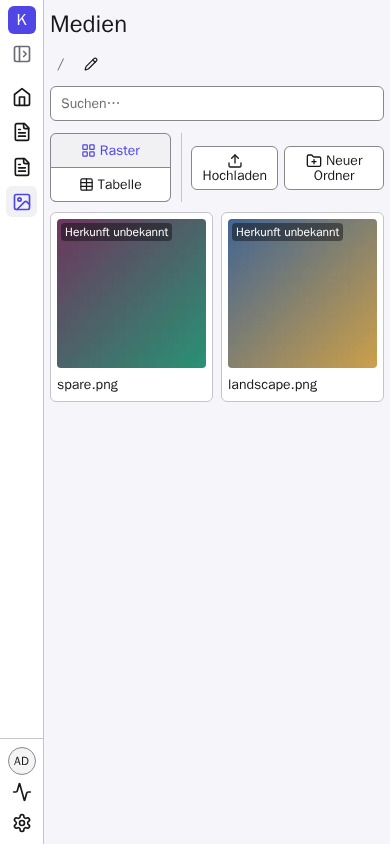 K
Medien
/
Suchen…
Raster
Tabelle
Hochladen
Neuer
Ordner
Herkunft unbekannt
spare.png
Herkunft unbekannt
landscape.png
AD